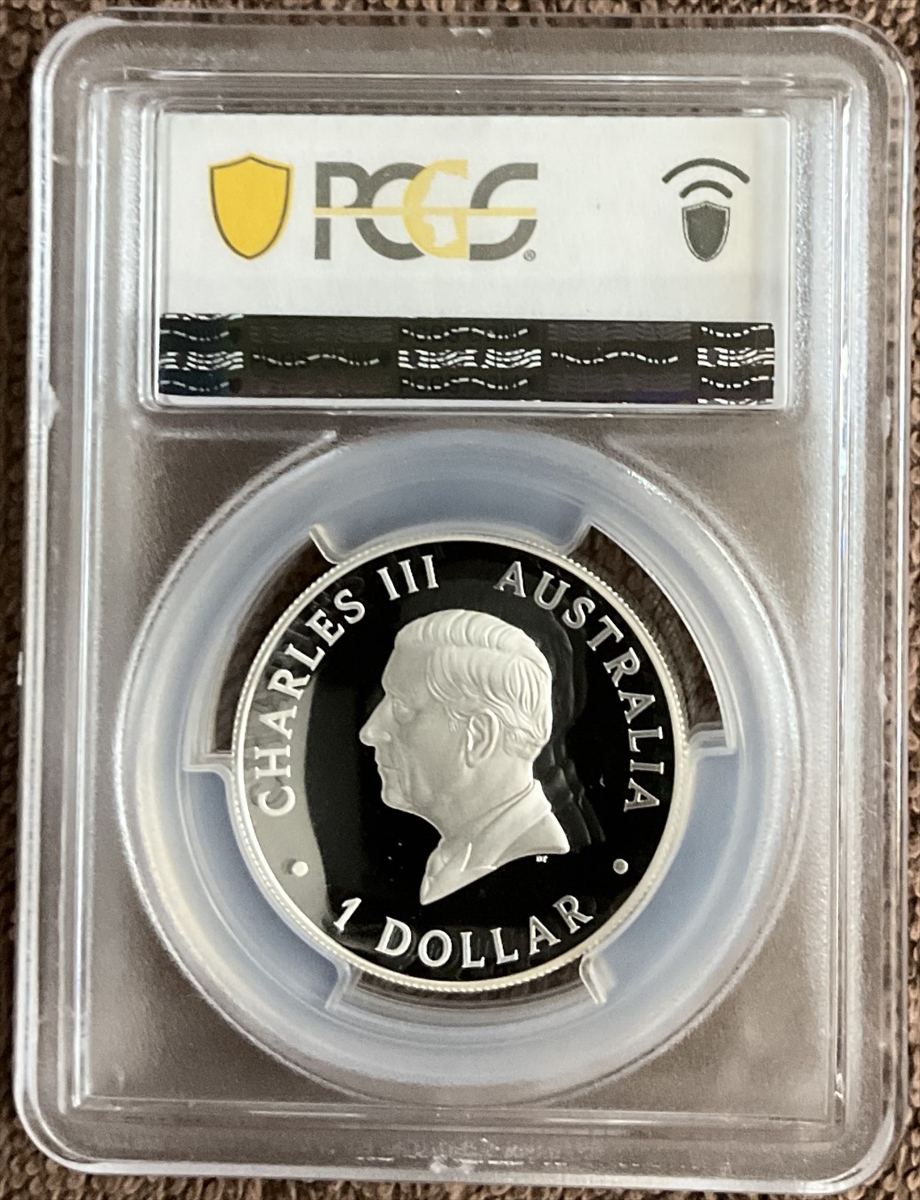 PCGS®
CHARLES III AUSTRALIA
1 DOLLAR